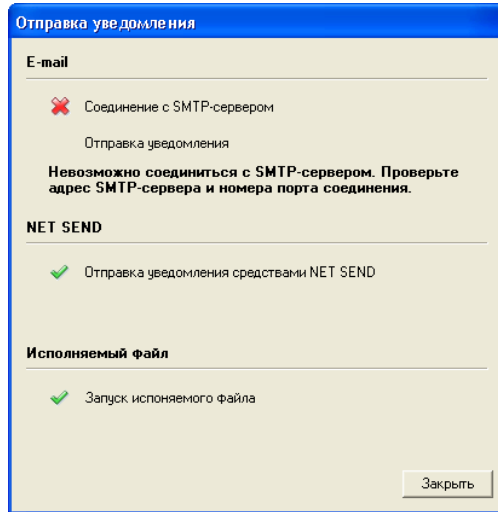 Отправка уведомления
E-mail
Соединение с SMTP-сервером
Отправка уведомления
Невозможно соединиться с SMTP-сервером. Проверьте
адрес SMTP-сервера и номера порта соединения.
NET SEND
Отправка уведомления средствами NET SEND
Исполняемый файл
Запуск испоняемого файла
Закрыть